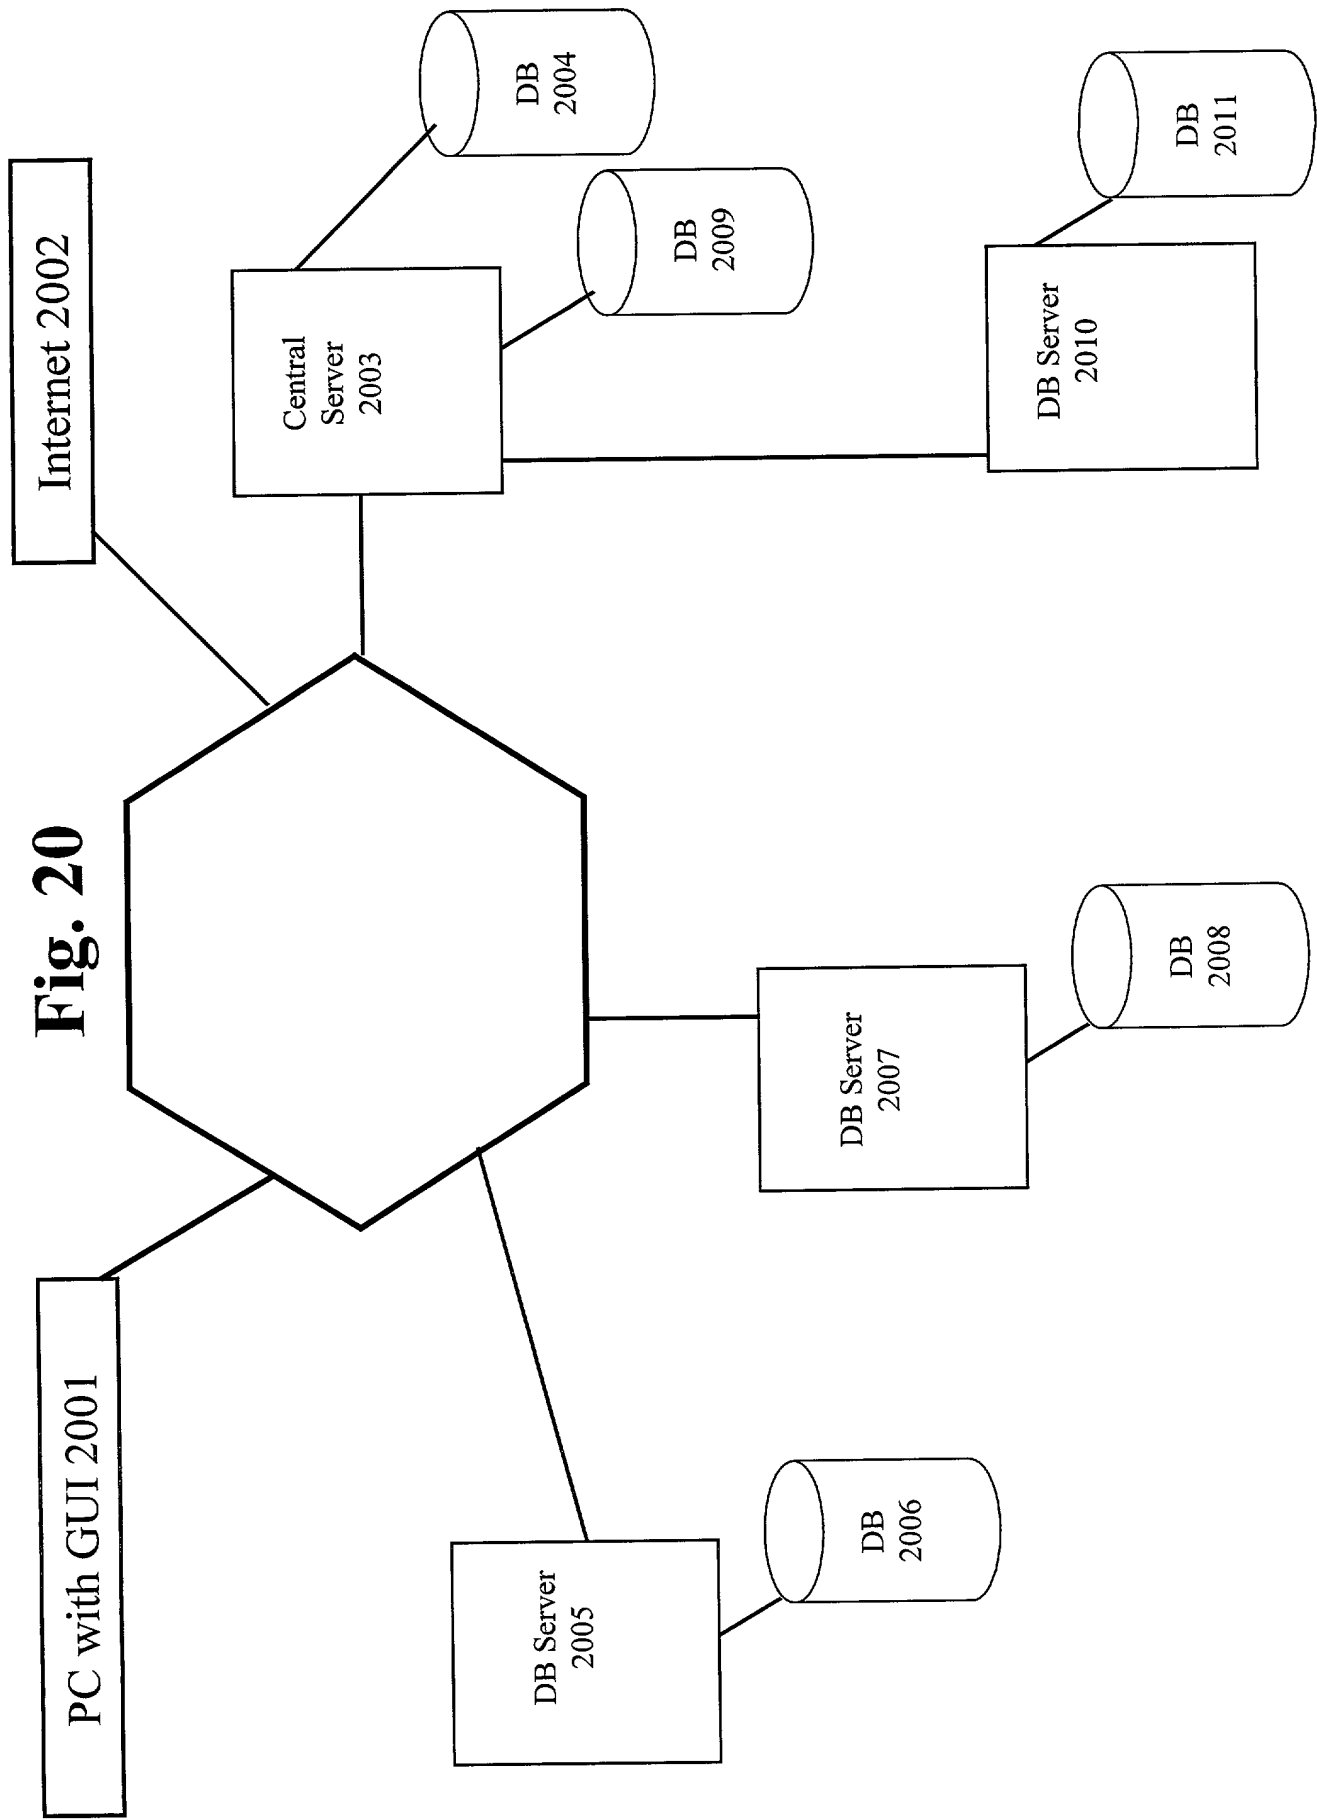 Fig. 20
PC with GUI 2001
Internet 2002
Central
Server
2003
DB
2004
DB Server
2005
DB
2006
DB Server
2007
DB
2008
DB
2009
DB Server
2010
DB
2011